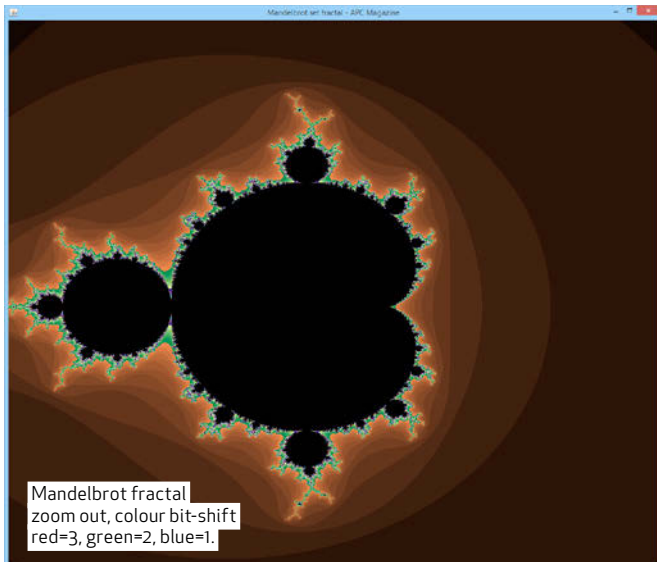 Mandelbrot set fractal - APC Magazine
Mandelbrot fractal
zoom out, colour bit-shift
red=3, green=2, blue=1.